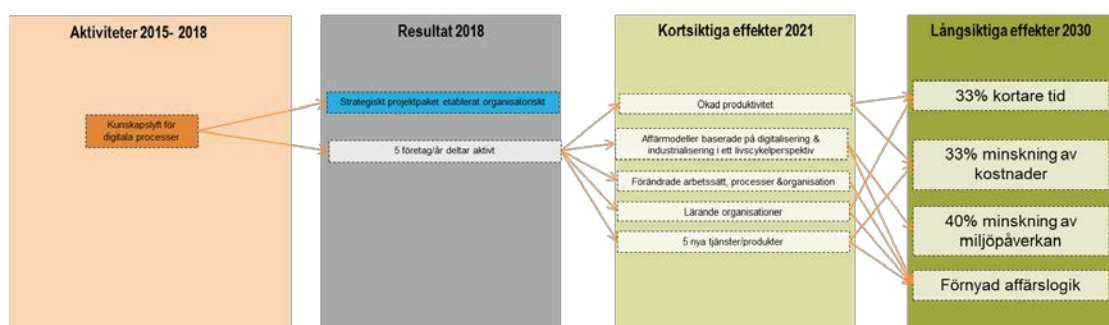 Aktiviteter 2015- 2018
Kunskapslyft för
digitala processer
Resultat 2018
Strategiskt projektpaket etablerat organisatoriskt
5 företag/år deltar aktivt
Kortsiktiga effekter 2021
Ökad produktivitet
Affärmodeller baserade på digitalisering &
industrialisering i ett livscykelperspektiv
Förändrade arbetssätt, processer &organisation
Lärande organisationer
5 nya tjänster/produkter
Långsiktiga effekter 2030
33% kortare tid
33% minskning av
kostnader
40% minskning av
miljöpåverkan
Förnyad affärslogik